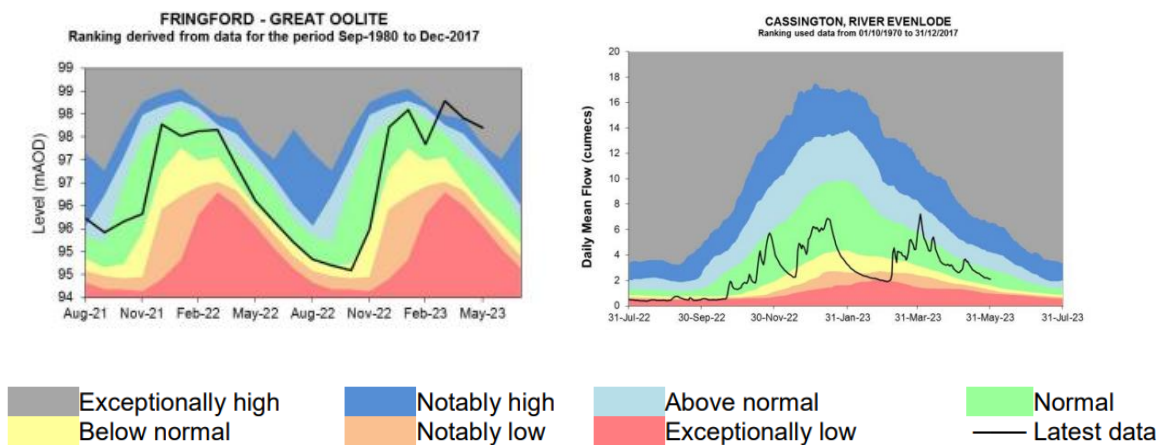 FRINGFORD - GREAT OOLITE
Ranking derived from data for the period Sep-1980 to Dec-2017
Level (mAOD)
99
99
98
98
97
97
96
96
95
95
94
Aug-21 Nov-21 Feb-22 May-22 Aug-22 Nov-22 Feb-23 May-23
CASSINGTON, RIVER EVENLODE
Ranking used data from 01/10/1970 to 31/12/2017
Daily Mean Flow (cumecs)
20
18
16
14
12
10
8
6
4
2
0
31-Jul-22 30-Sep-22 30-Nov-22 31-Jan-23 31-Mar-23 31-May-23 31-Jul-23
Exceptionally high Notably high Above normal Normal
Below normal Notably low Exceptionally low Latest data